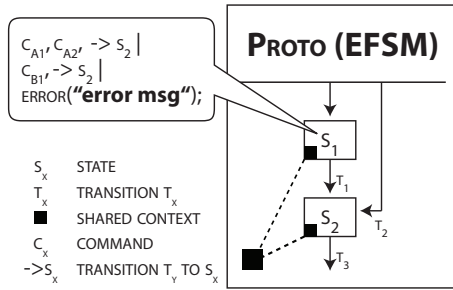 C_A1, C_A2, -> S_2 |
C_B1, -> S_2 |
ERROR("error msg");
PROTO (EFSM)
S_1
T_1
S_2
T_2
T_3
S_x STATE
T_x TRANSITION T_x
SHARED CONTEXT
C_x COMMAND
->S_x TRANSITION T_Y TO S_x